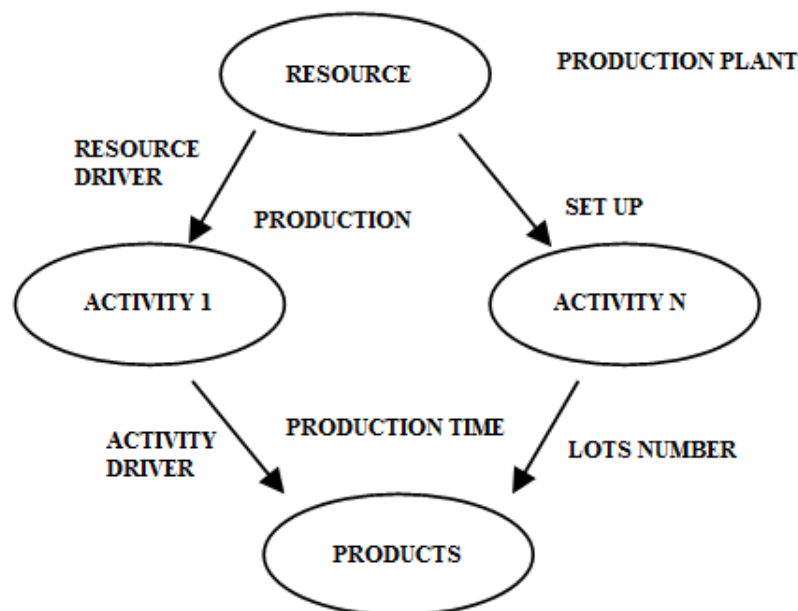 PRODUCTION PLANT
RESOURCE
RESOURCE
DRIVER
PRODUCTION
SET UP
ACTIVITY 1
ACTIVITY N
ACTIVITY
DRIVER
PRODUCTION TIME
LOTS NUMBER
PRODUCTS